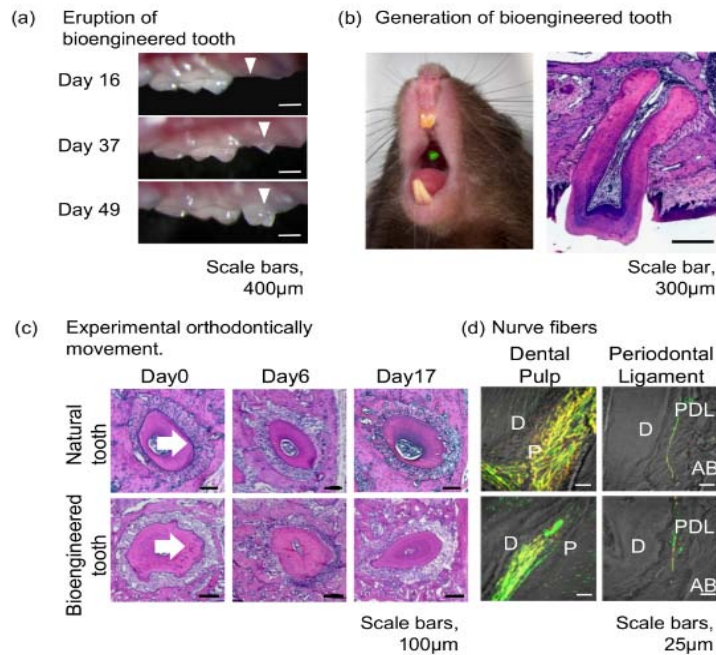 (a) Eruption of
bioengineered tooth
Day 16
Day 37
Day 49
Scale bars,
400μm
(b) Generation of bioengineered tooth
Scale bar,
300μm
(c) Experimental orthodontically
movement.
Day0 Day6 Day17
Natural
tooth
Bioengineered
tooth
Scale bars,
100μm
(d) Nurve fibers
Dental
Pulp
Periodontal
Ligament
D
P
D
PDL
AB
D
P
D
PDL
AB
Scale bars,
25μm